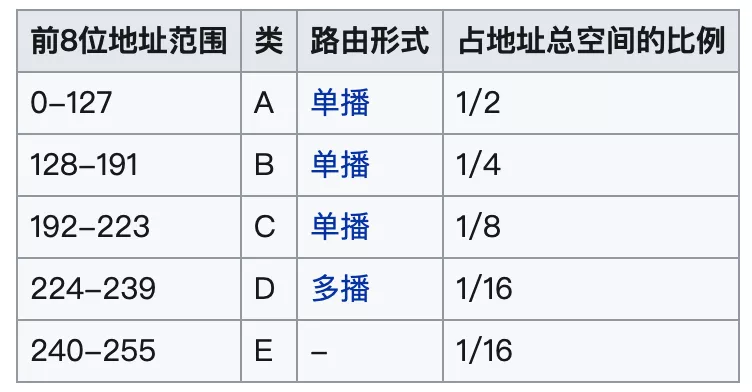 前8位地址范围 类 路由形式 占地址总空间的比例
0–127 A 单播 1/2
128–191 B 单播 1/4
192–223 C 单播 1/8
224–239 D 多播 1/16
240–255 E – 1/16